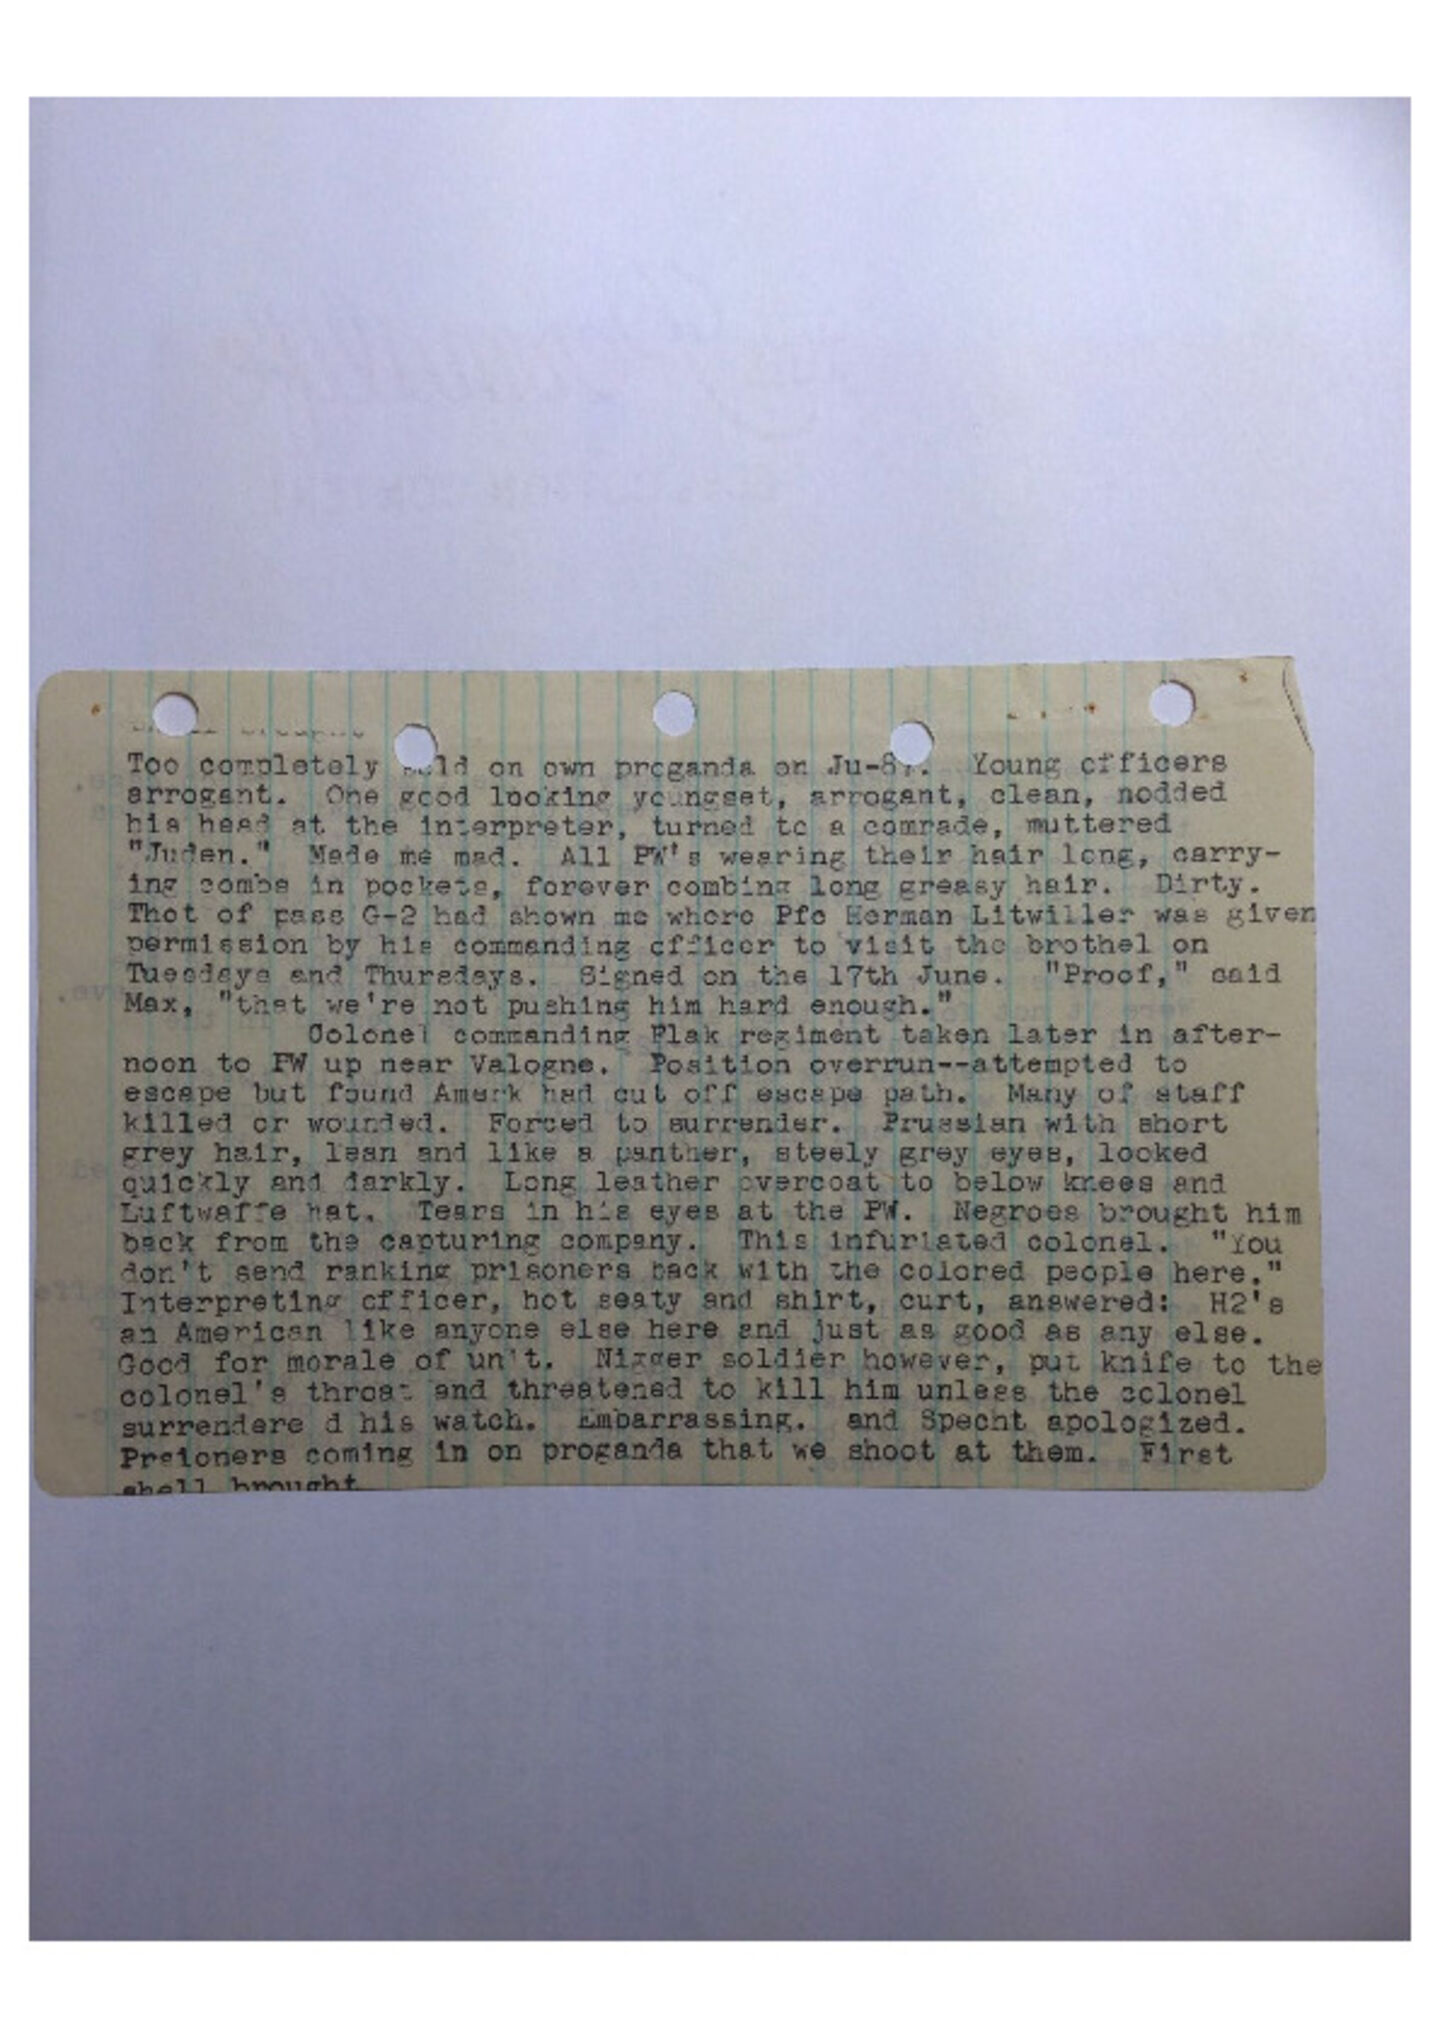 Too completely sold on own proganda on Ju-87. Young officers
arrogant. One good looking youngset, arrogant, clean, nodded
his head at the interpreter, turned to a comrade, muttered
"Juden." Made me mad. All PW's wearing their hair long, carry-
ing combs in pockets, forever combing long greasy hair. Dirty.
Thot of pass G-2 had shown me where Pfc Herman Litwiller was given
permission by his commanding officer to visit the brothel on
Tuesdays and Thursdays. Signed on the 17th June. "Proof," said
Max, "that we're not pushing him hard enough."
Colonel commanding Flak regiment taken later in after-
noon to PW up near Valogne. Position overrun--attempted to
escape but found Amerk had cut off escape path. Many of staff
killed or wounded. Forced to surrender. Prussian with short
grey hair, lean and like a panther, steely grey eyes, looked
quickly and darkly. Long leather overcoat to below knees and
Luftwaffe hat. Tears in his eyes at the PW. Negroes brought him
back from the capturing company. This infuriated colonel. "You
don't send ranking prisoners back with the colored people here."
Interpreting officer, hot seaty and shirt, curt, answered: H2's
an American like anyone else here and just as good as any else.
Good for morale of unit. Nigger soldier however, put knife to the
colonel's throat and threatened to kill him unless the colonel
surrendere d his watch. Embarrassing. and Specht apologized.
Preioners coming in on proganda that we shoot at them. First
shell brought